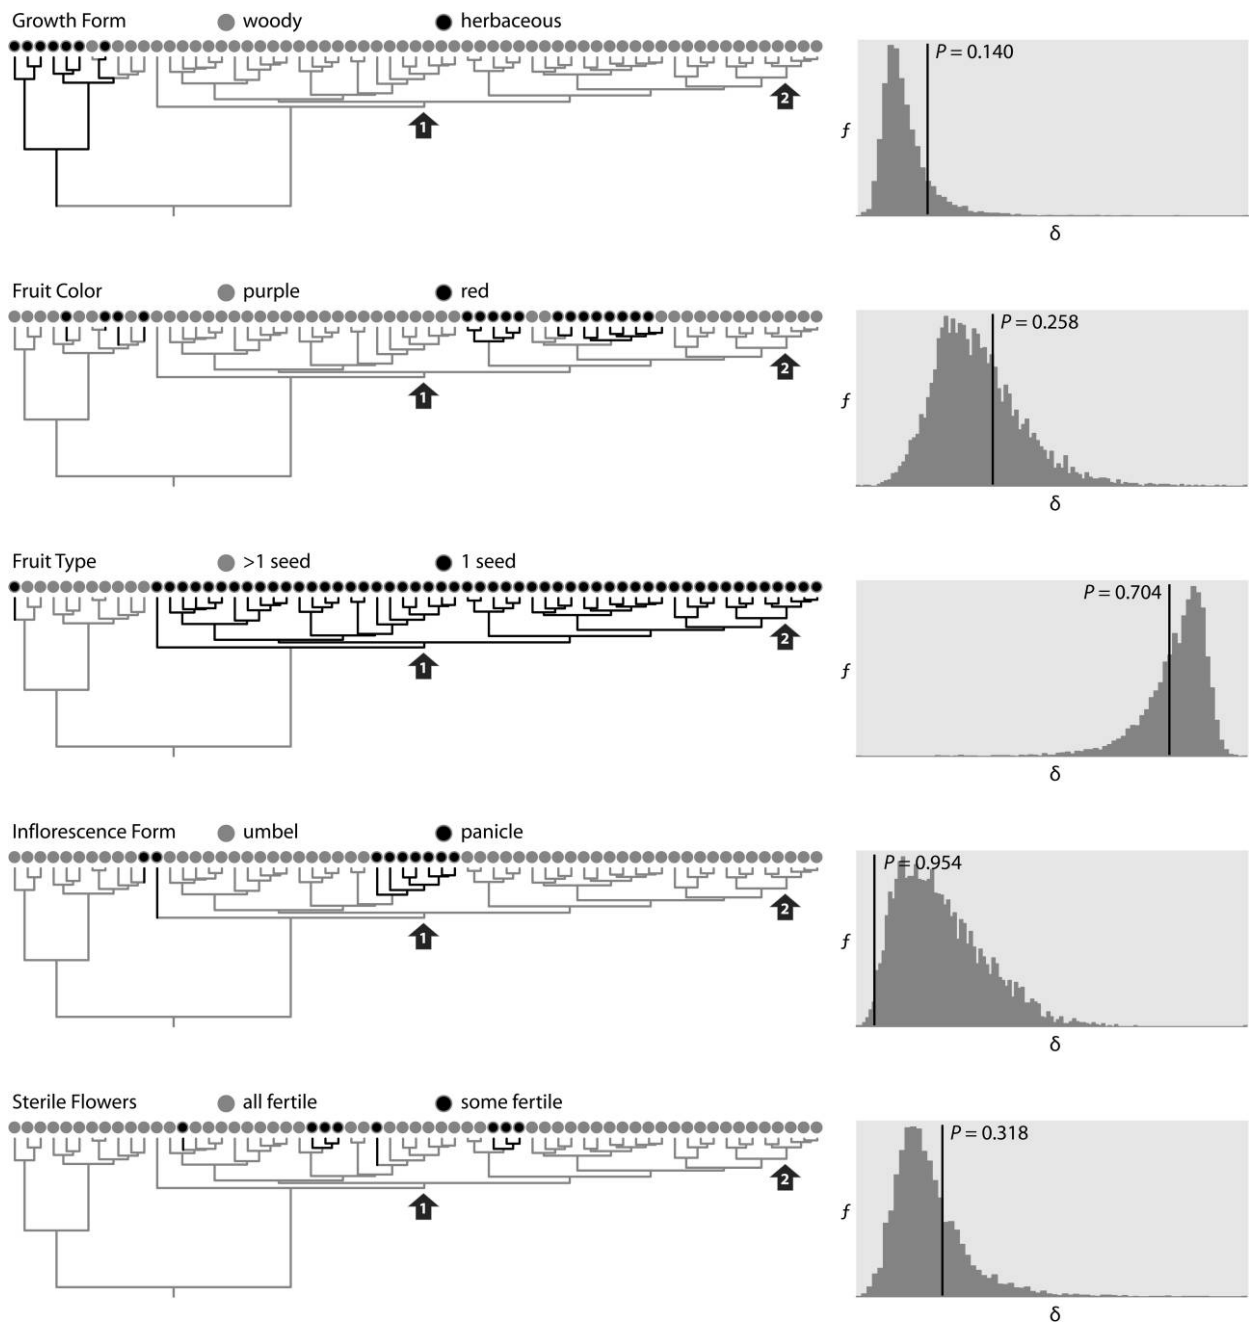 Growth Form woody herbaceous
P = 0.140
1
2
f
δ
Fruit Color purple red
P = 0.258
1
2
f
δ
Fruit Type >1 seed 1 seed
P = 0.704
1
2
f
δ
Inflorescence Form umbel panicle
P = 0.954
1
2
f
δ
Sterile Flowers all fertile some fertile
P = 0.318
1
2
f
δ